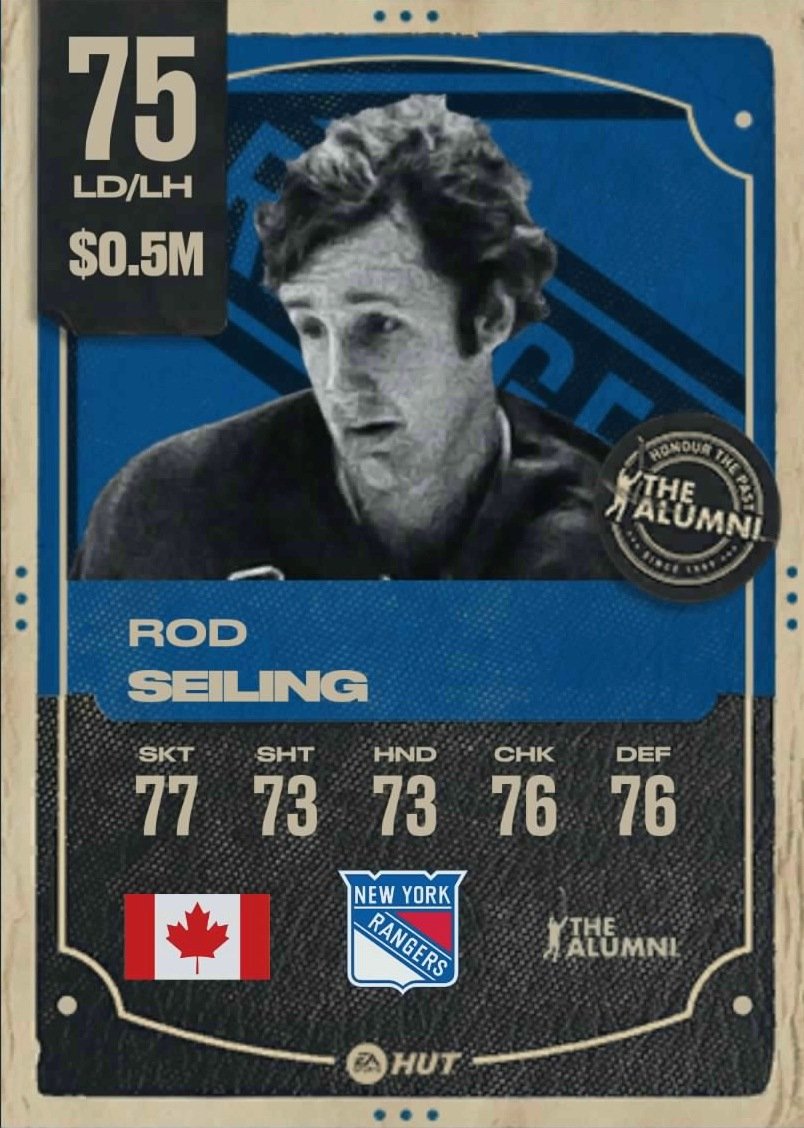 75
LD/LH
$0.5M
HONOUR THE PAST
THE
ALUMNI
ROD
SEILING
SKT SHT HND CHK DEF
77 73 73 76 76
NEW YORK
RANGERS
THE
ALUMNI
EA
HUT